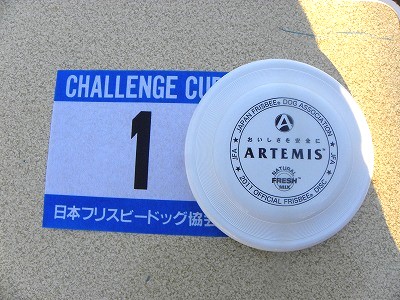 CHALLENGE CU
1
日本フリスビードッグ協会
★ JAPAN FRISBEE® DOG ASSOCIATION ★
JFA
JFA
おいしさを安全に
ARTEMIS®
NATURAL
FRESH
MIX
2011 OFFICIAL FRISBEE® DISC